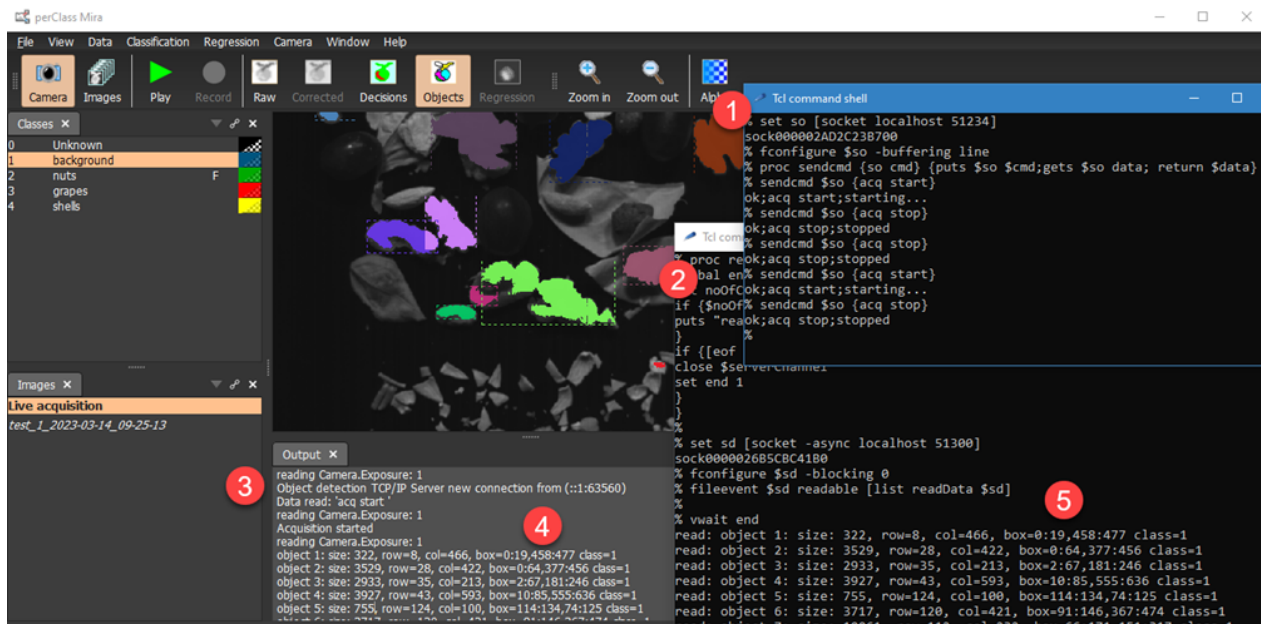 perClass Mira
File View Data Classification Regression Camera Window Help
Camera Images Play Record Raw Corrected Decisions Objects Regression Zoom in Zoom out
Classes
0 Unknown
1 background
2 nuts F
3 grapes
4 shells
Images
Live acquisition
test_1_2023-03-14_09-25-13
3
Output
reading Camera.Exposure: 1
Object detection TCP/IP Server new connection from (::1:63560)
Data read: 'acq start '
reading Camera.Exposure: 1
Acquisition started
reading Camera.Exposure: 1
object 1: size: 322, row=8, col=466, box=0:19,458:477 class=1
object 2: size: 3529, row=28, col=422, box=0:64,377:456 class=1
object 3: size: 2933, row=35, col=213, box=2:67,181:246 class=1
object 4: size: 3927, row=43, col=593, box=10:85,555:636 class=1
object 5: size: 755, row=124, col=100, box=114:134,74:125 class=1
4
1
Tcl command shell
% set so [socket localhost 51234]
sock000002AD2C23B700
% fconfigure $so -buffering line
% proc sendcmd {so cmd} {puts $so $cmd;gets $so data; return $data}
% sendcmd $so {acq start}
ok;acq start;starting...
% sendcmd $so {acq stop}
ok;acq stop;stopped
% sendcmd $so {acq stop}
ok;acq stop;stopped
% sendcmd $so {acq start}
ok;acq start;starting...
% sendcmd $so {acq stop}
ok;acq stop;stopped
%
2
Tcl
% proc
if {$noOf
puts
}
if {[eof
close $serverChannel
set end 1
}
}
%
% set sd [socket -async localhost 51300]
sock0000026B5CBC41B0
% fconfigure $sd -blocking 0
% fileevent $sd readable [list readData $sd]
%
% vwait end
5
read: object 1: size: 322, row=8, col=466, box=0:19,458:477 class=1
read: object 2: size: 3529, row=28, col=422, box=0:64,377:456 class=1
read: object 3: size: 2933, row=35, col=213, box=2:67,181:246 class=1
read: object 4: size: 3927, row=43, col=593, box=10:85,555:636 class=1
read: object 5: size: 755, row=124, col=100, box=114:134,74:125 class=1
read: object 6: size: 3717, row=120, col=421, box=91:146,367:474 class=1